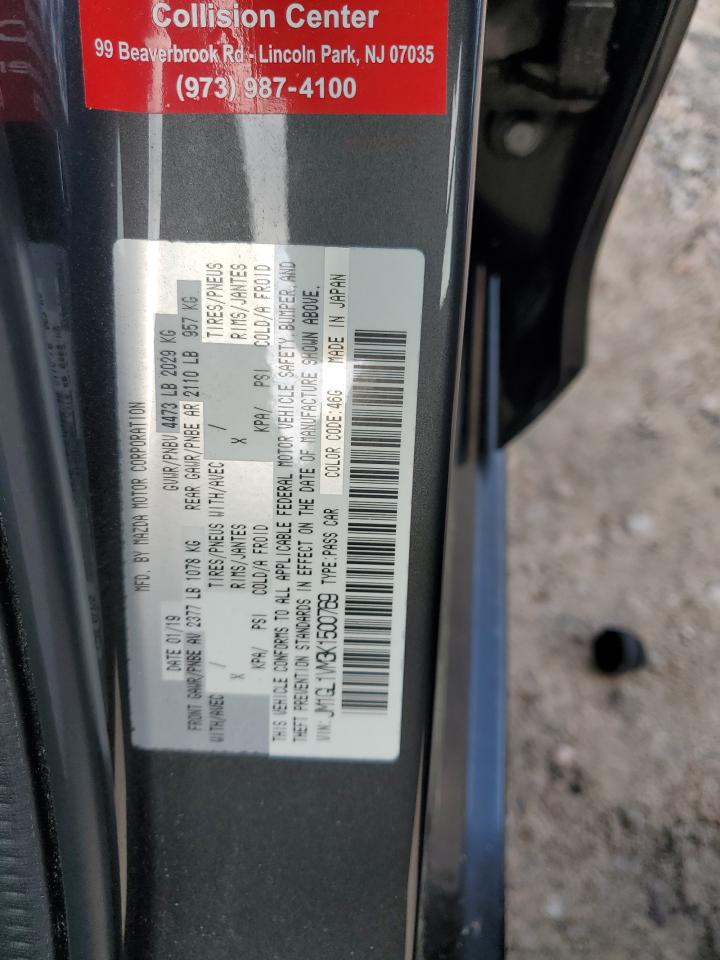 Collision Center
99 Beaverbrook Rd - Lincoln Park, NJ 07035
(973) 987-4100
MFD. BY MAZDA MOTOR CORPORATION
DATE 01/19 GVWR/PNBV 4473 LB 2029 KG
FRONT GAWR/PNBE AV 2377 LB 1078 KG REAR GAWR/PNBE AR 2110 LB 957 KG
WITH/AVEC / TIRES/PNEUS WITH/AVEC / TIRES/PNEUS
X RIMS/JANTES X RIMS/JANTES
KPA/ PSI COLD/A FROID KPA/ PSI COLD/A FROID
THIS VEHICLE CONFORMS TO ALL APPLICABLE FEDERAL MOTOR VEHICLE SAFETY, BUMPER, AND
THEFT PREVENTION STANDARDS IN EFFECT ON THE DATE OF MANUFACTURE SHOWN ABOVE.
VIN: JM1GL1VM3K1500769 TYPE:PASS CAR COLOR CODE:46G MADE IN JAPAN